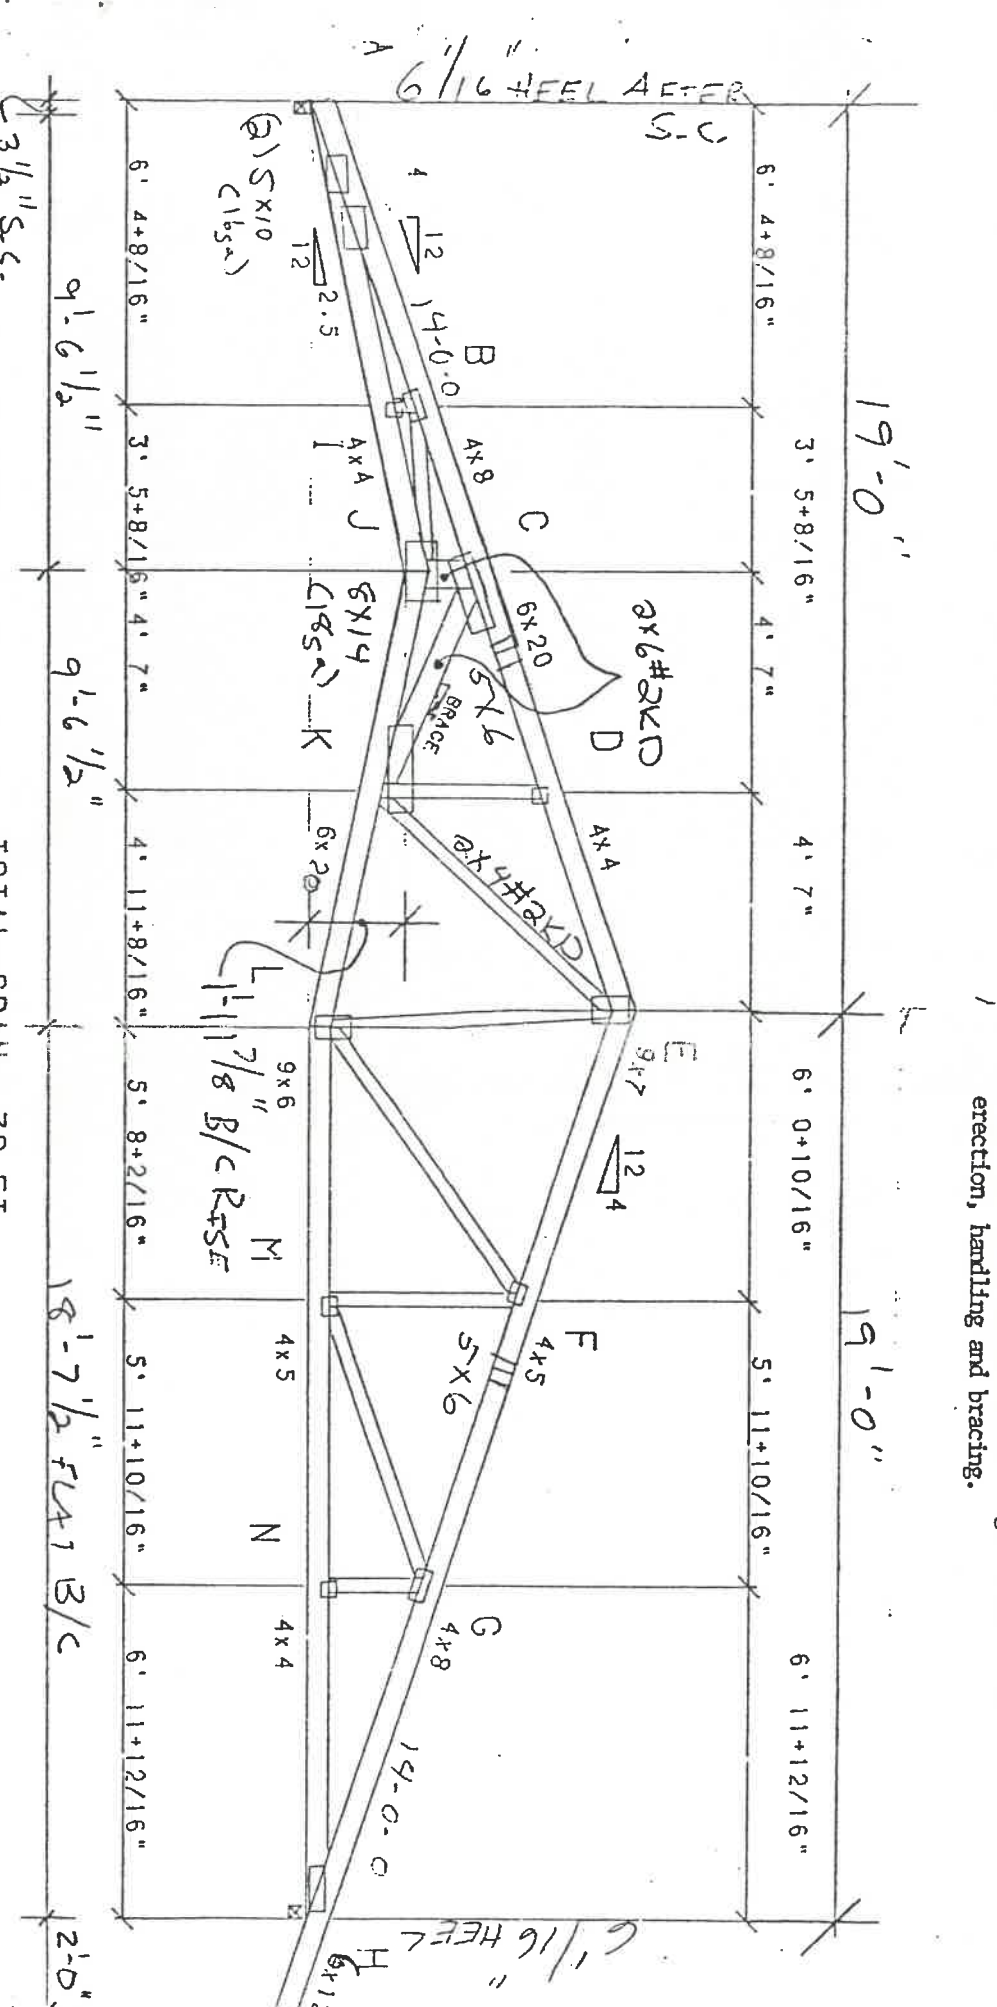 erection, handling and bracing.
19'-0"
19'-0"
6 1/16" HEEL AFTER
S.C.
6' 4+8/16"
3' 5+8/16"
4' 7"
4' 7"
6' 0+10/16"
5' 11+10/16"
6' 11+12/16"
6 1/16" HEEL
A
B
C
D
E
F
G
H
2x6#2KD
4
12
14-0-0
4x8
6x20
5x6
BRACE
4x4
2x4#2KD
9x7
12
4
4x5
5x6
4x8
14-0-0
(2) 5x10
(16ga)
12
2.5
I
4x4
J
8x14
(18ga)
K
6x20
L
1'-11 7/8" B/C RISE
9x6
M
4x5
N
4x4
6' 4+8/16"
3' 5+8/16"
4' 7"
4' 11+8/16"
5' 8+2/16"
5' 11+10/16"
6' 11+12/16"
3 1/2" S.C.
9'-6 1/2"
9'-6 1/2"
18'-7 1/2" FLAT B/C
2'-0"